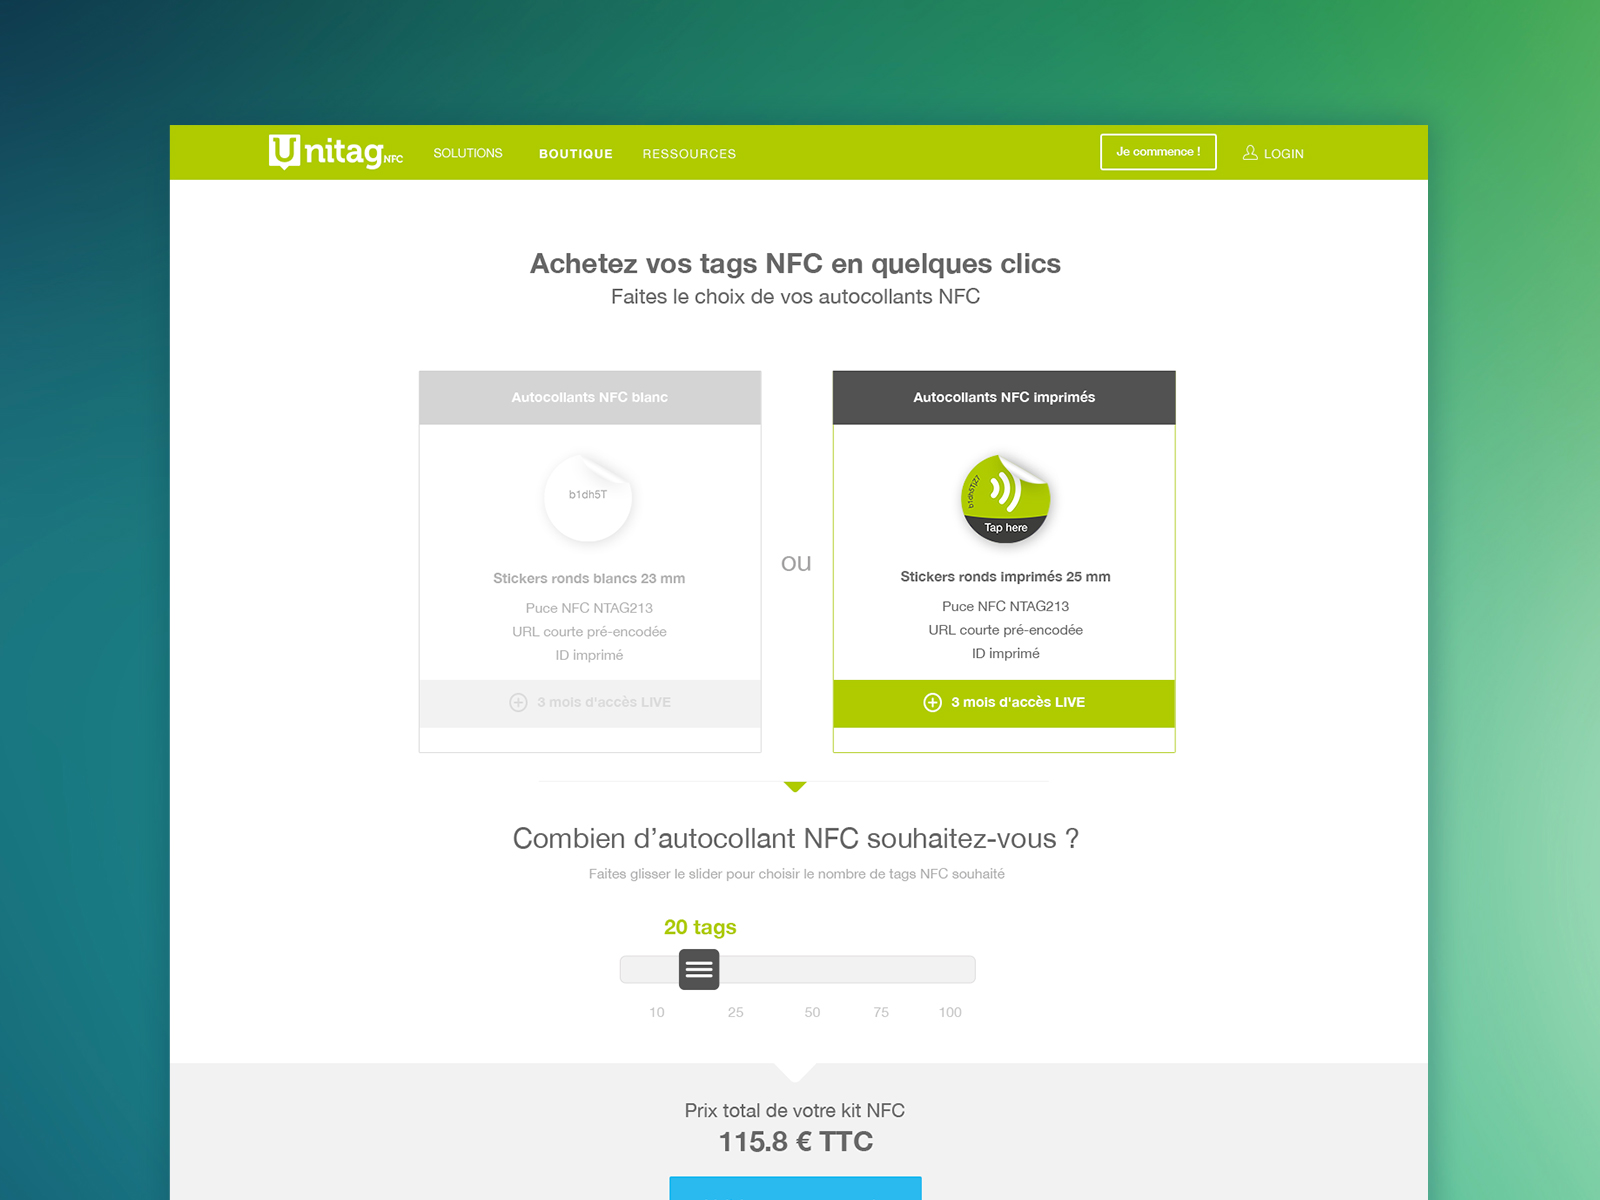 Unitag NFC
SOLUTIONS
BOUTIQUE
RESSOURCES
Je commence !
LOGIN
Achetez vos tags NFC en quelques clics
Faites le choix de vos autocollants NFC
Autocollants NFC blanc
b1dh5T
Stickers ronds blancs 23 mm
Puce NFC NTAG213
URL courte pré-encodée
ID imprimé
3 mois d'accès LIVE
ou
Autocollants NFC imprimés
Tap here
Stickers ronds imprimés 25 mm
Puce NFC NTAG213
URL courte pré-encodée
ID imprimé
3 mois d'accès LIVE
Combien d’autocollant NFC souhaitez-vous ?
Faites glisser le slider pour choisir le nombre de tags NFC souhaité
20 tags
10 25 50 75 100
Prix total de votre kit NFC
115.8 € TTC